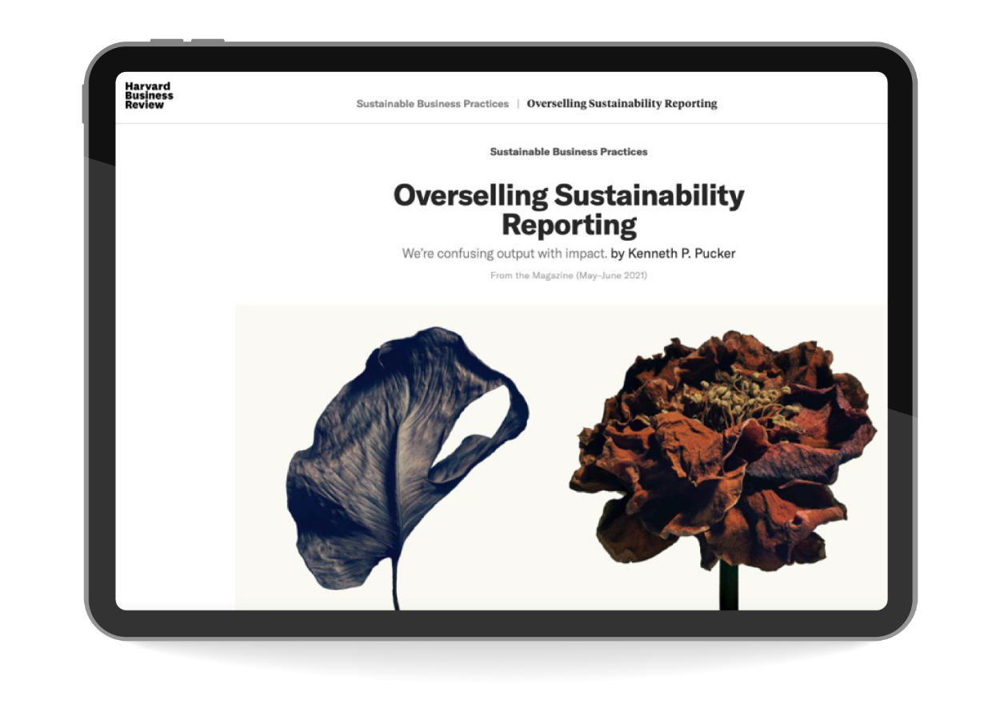 Harvard
Business
Review
Sustainable Business Practices | Overselling Sustainability Reporting
Sustainable Business Practices
Overselling Sustainability
Reporting
We're confusing output with impact. by Kenneth P. Pucker
From the Magazine (May–June 2021)